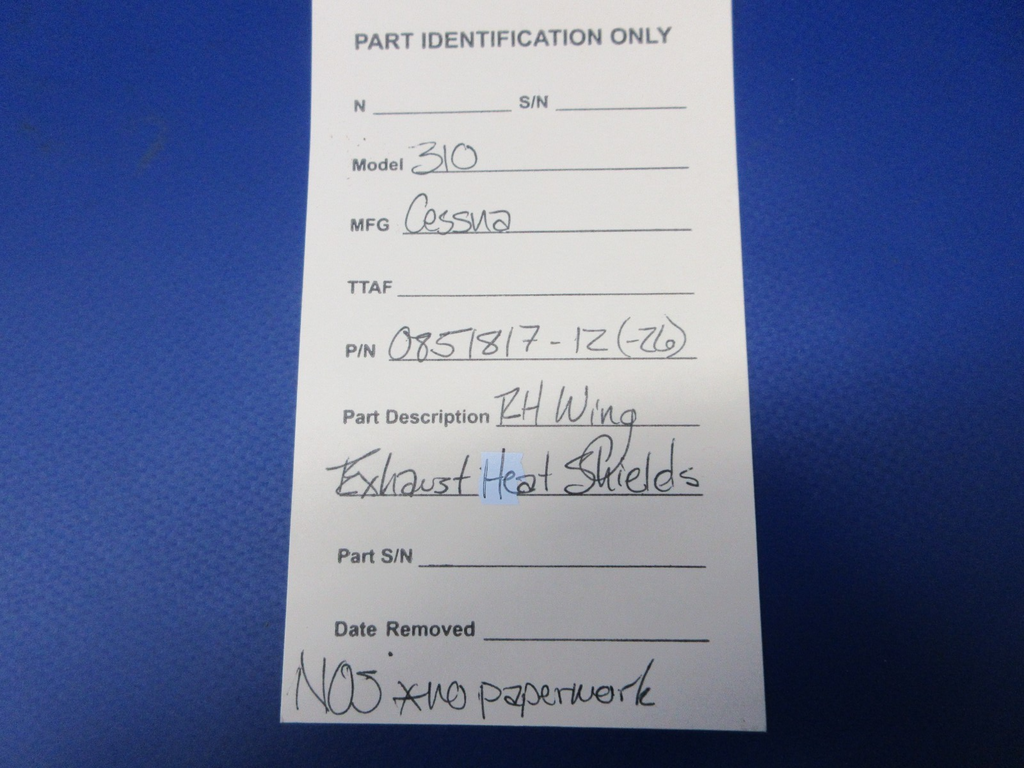 PART IDENTIFICATION ONLY
N S/N
Model 310
MFG Cessna
TTAF
P/N 0851817-12 (-26)
Part Description RH Wing
Exhaust Heat Shields
Part S/N
Date Removed
NOS *no paperwork